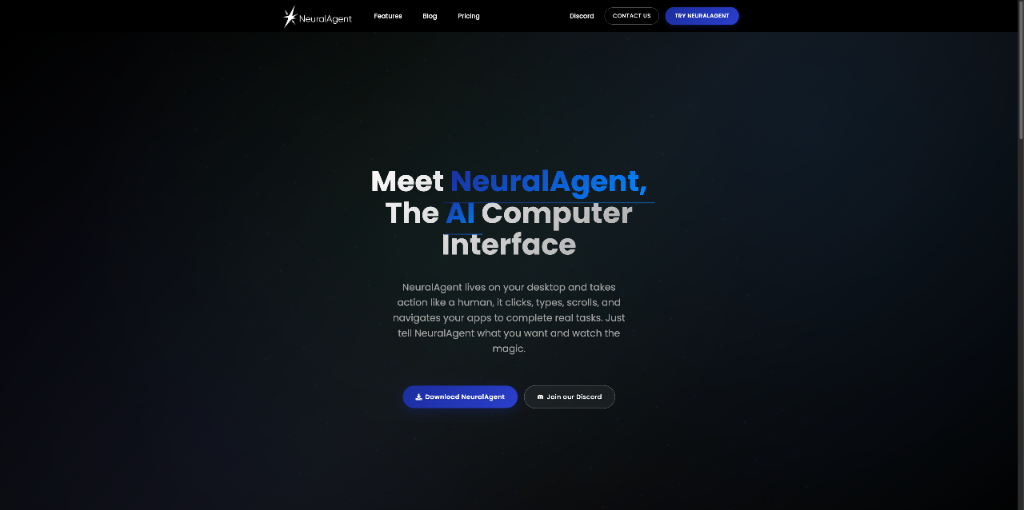 NeuralAgent
Features
Blog
Pricing
Discord
CONTACT US
TRY NEURALAGENT
Meet NeuralAgent,
The AI Computer
Interface
NeuralAgent lives on your desktop and takes
action like a human, it clicks, types, scrolls, and
navigates your apps to complete real tasks. Just
tell NeuralAgent what you want and watch the
magic.
Download NeuralAgent
Join our Discord